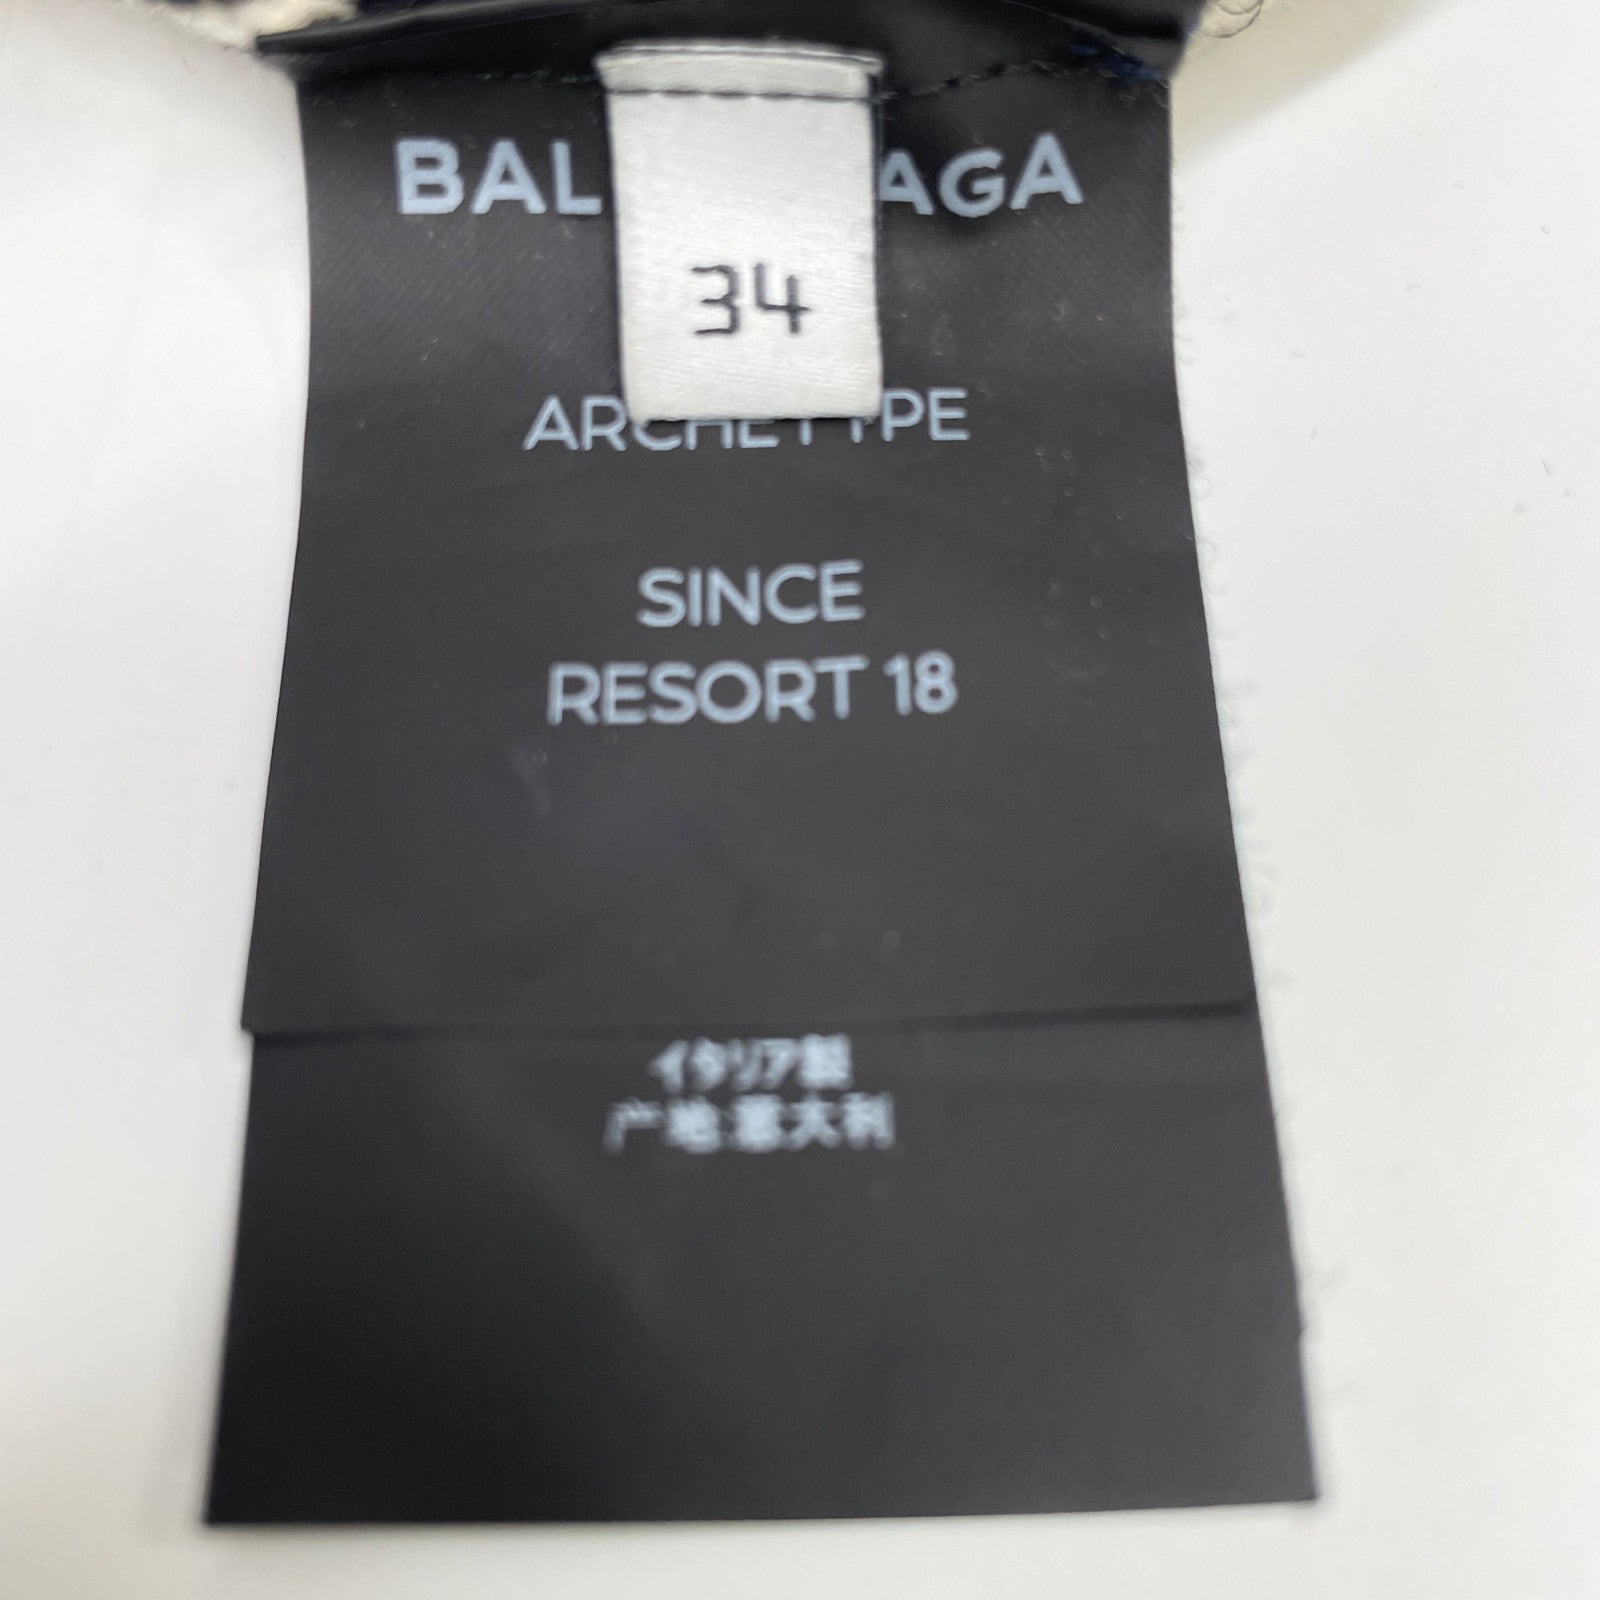 BAL AGA
34
ARCHETYPE
SINCE
RESORT 18
イタリア製
产地:意大利